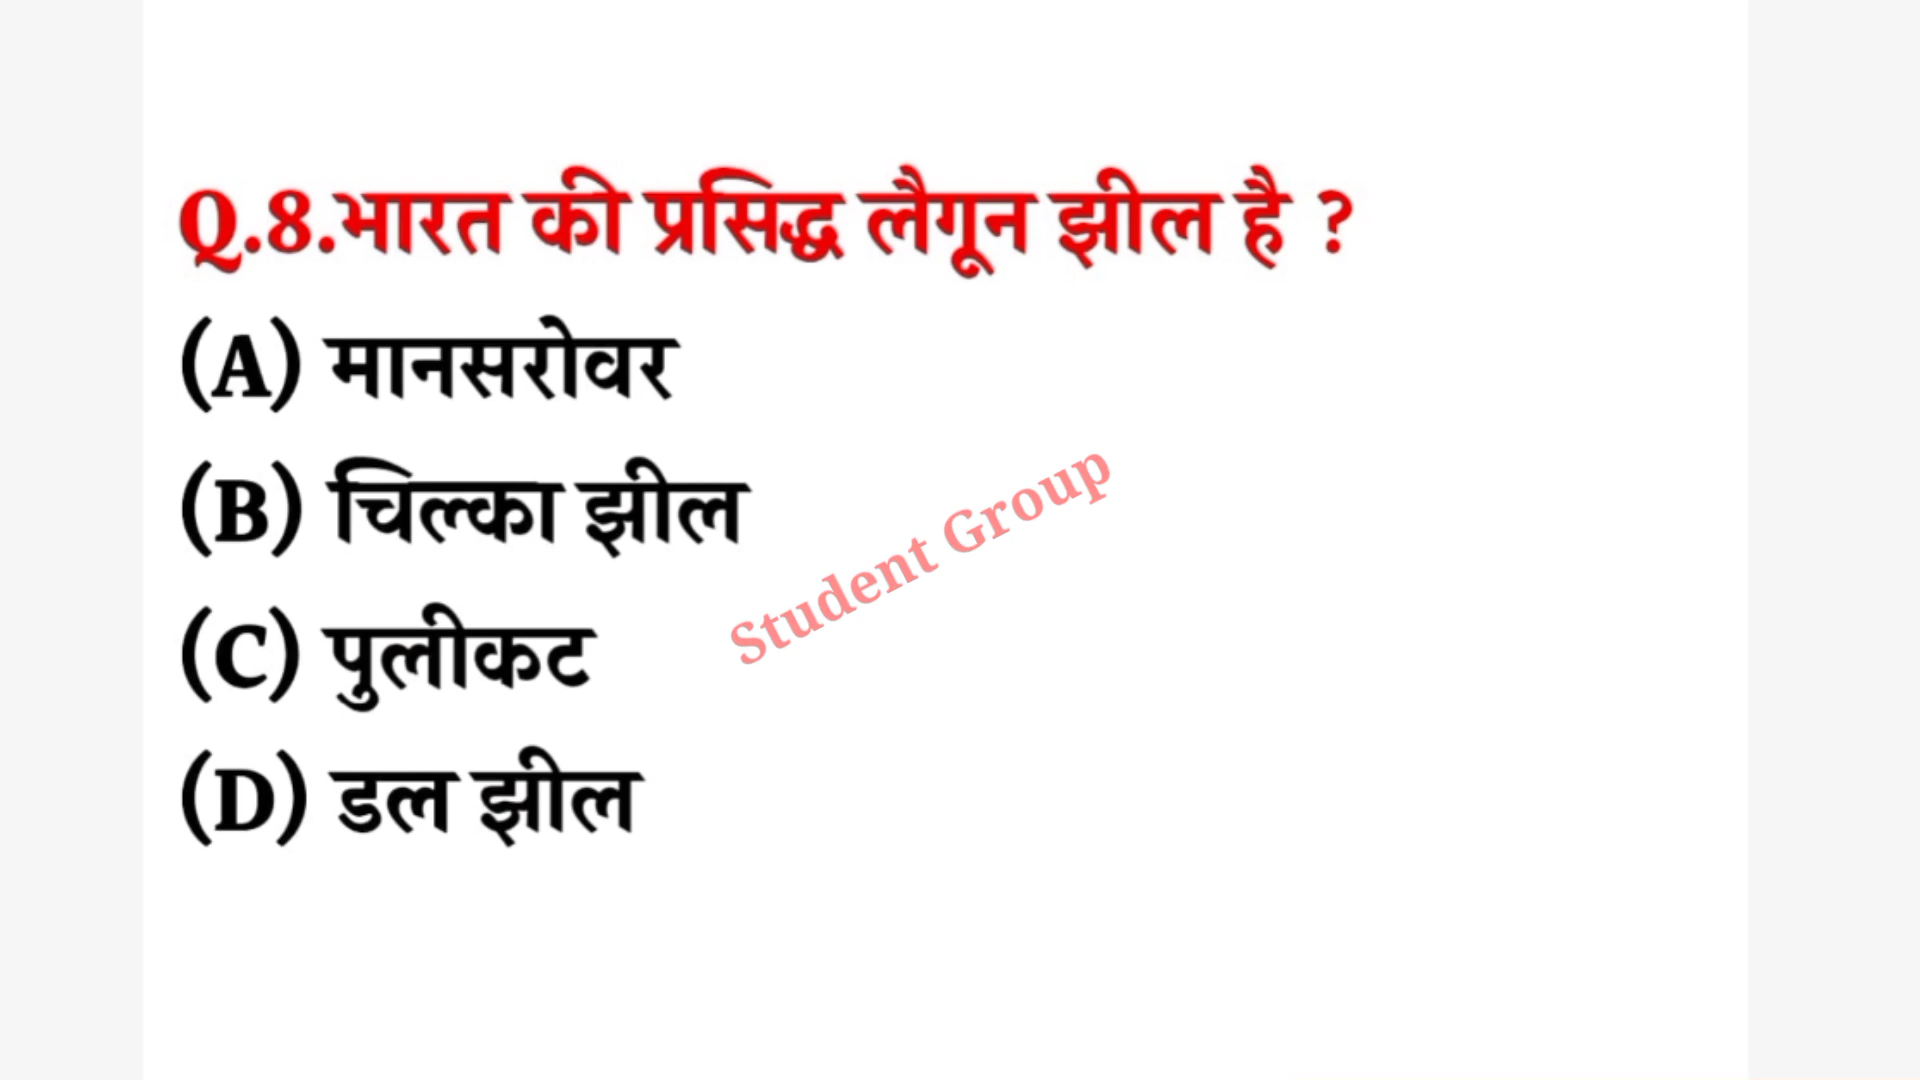 Q.8.भारत की प्रसिद्ध लैगून झील है ?
(A) मानसरोवर
(B) चिल्का झील
(C) पुलीकट
(D) डल झील
Student Group